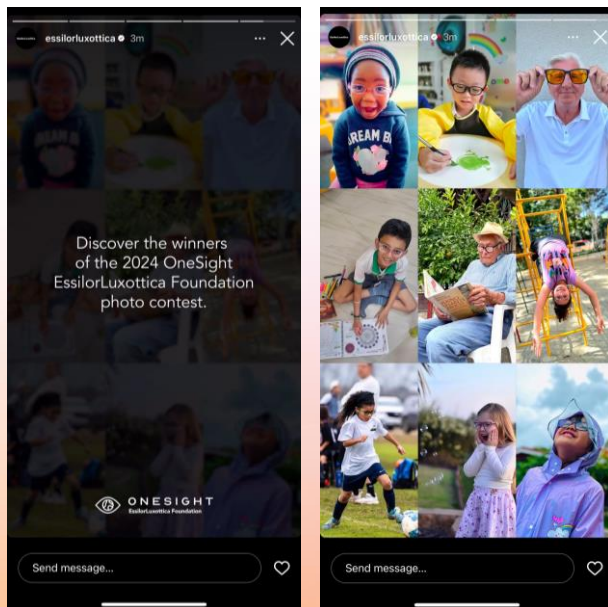 essilorluxottica 3m
Discover the winners
of the 2024 OneSight
EssilorLuxottica Foundation
photo contest.
ONESIGHT
EssilorLuxottica Foundation
Send message...
essilorluxottica 3m
DREAM BI
Send message...